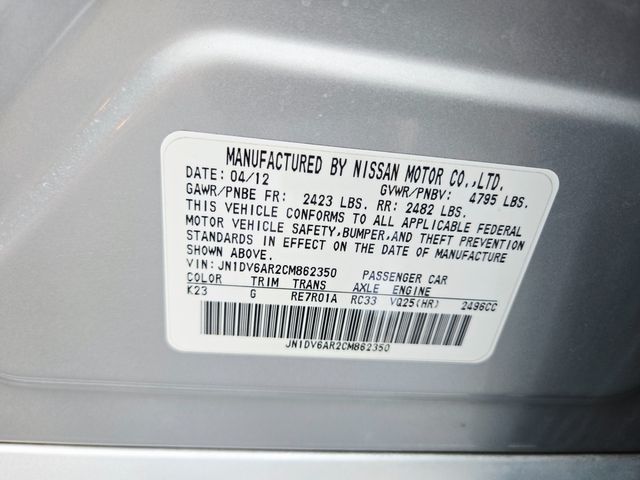 MANUFACTURED BY NISSAN MOTOR CO.,LTD.
DATE: 04/12 GVWR/PNBV: 4795 LBS.
GAWR/PNBE FR: 2423 LBS. RR: 2482 LBS.
THIS VEHICLE CONFORMS TO ALL APPLICABLE FEDERAL
MOTOR VEHICLE SAFETY,BUMPER,AND THEFT PREVENTION
STANDARDS IN EFFECT ON THE DATE OF MANUFACTURE
SHOWN ABOVE.
VIN: JN1DV6AR2CM862350 PASSENGER CAR
COLOR TRIM TRANS AXLE ENGINE
K23 G RE7R01A RC33 VQ25(HR) 2496CC
JN1DV6AR2CM862350